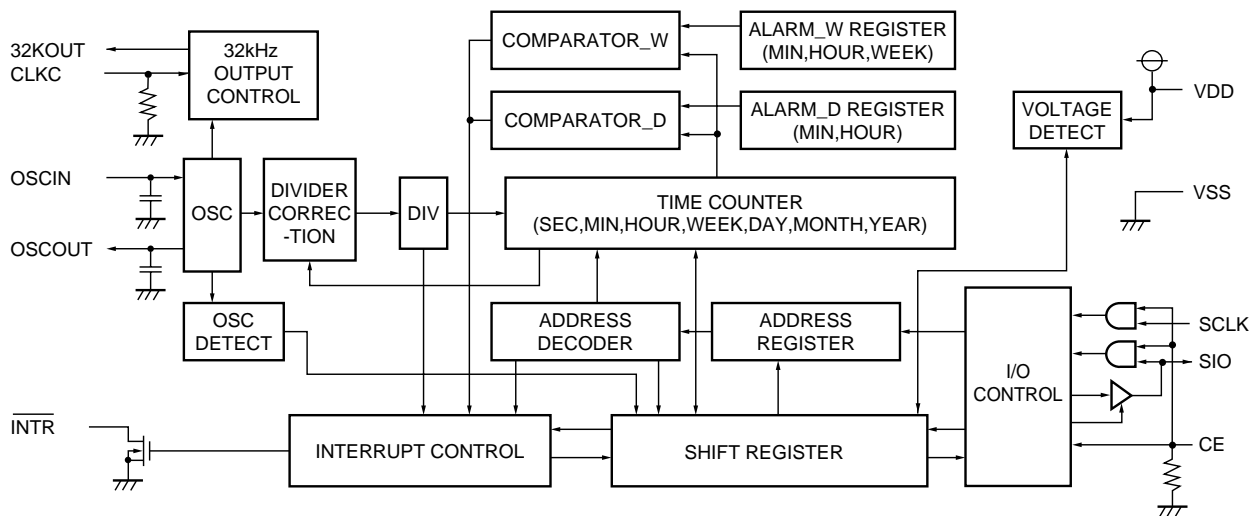 32KOUT
CLKC
32kHz
OUTPUT
CONTROL
COMPARATOR_W
ALARM_W REGISTER
(MIN,HOUR,WEEK)
COMPARATOR_D
ALARM_D REGISTER
(MIN,HOUR)
VOLTAGE
DETECT
VDD
VSS
OSCIN
OSCOUT
OSC
DIVIDER
CORREC
-TION
DIV
TIME COUNTER
(SEC,MIN,HOUR,WEEK,DAY,MONTH,YEAR)
OSC
DETECT
ADDRESS
DECODER
ADDRESS
REGISTER
I/O
CONTROL
SCLK
SIO
CE
INTR
INTERRUPT CONTROL
SHIFT REGISTER